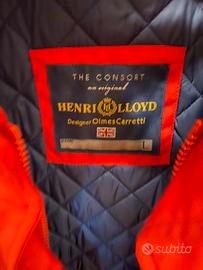 THE CONSORT
an original
HENRI LLOYD
Designer Olmes Carretti
L
subito